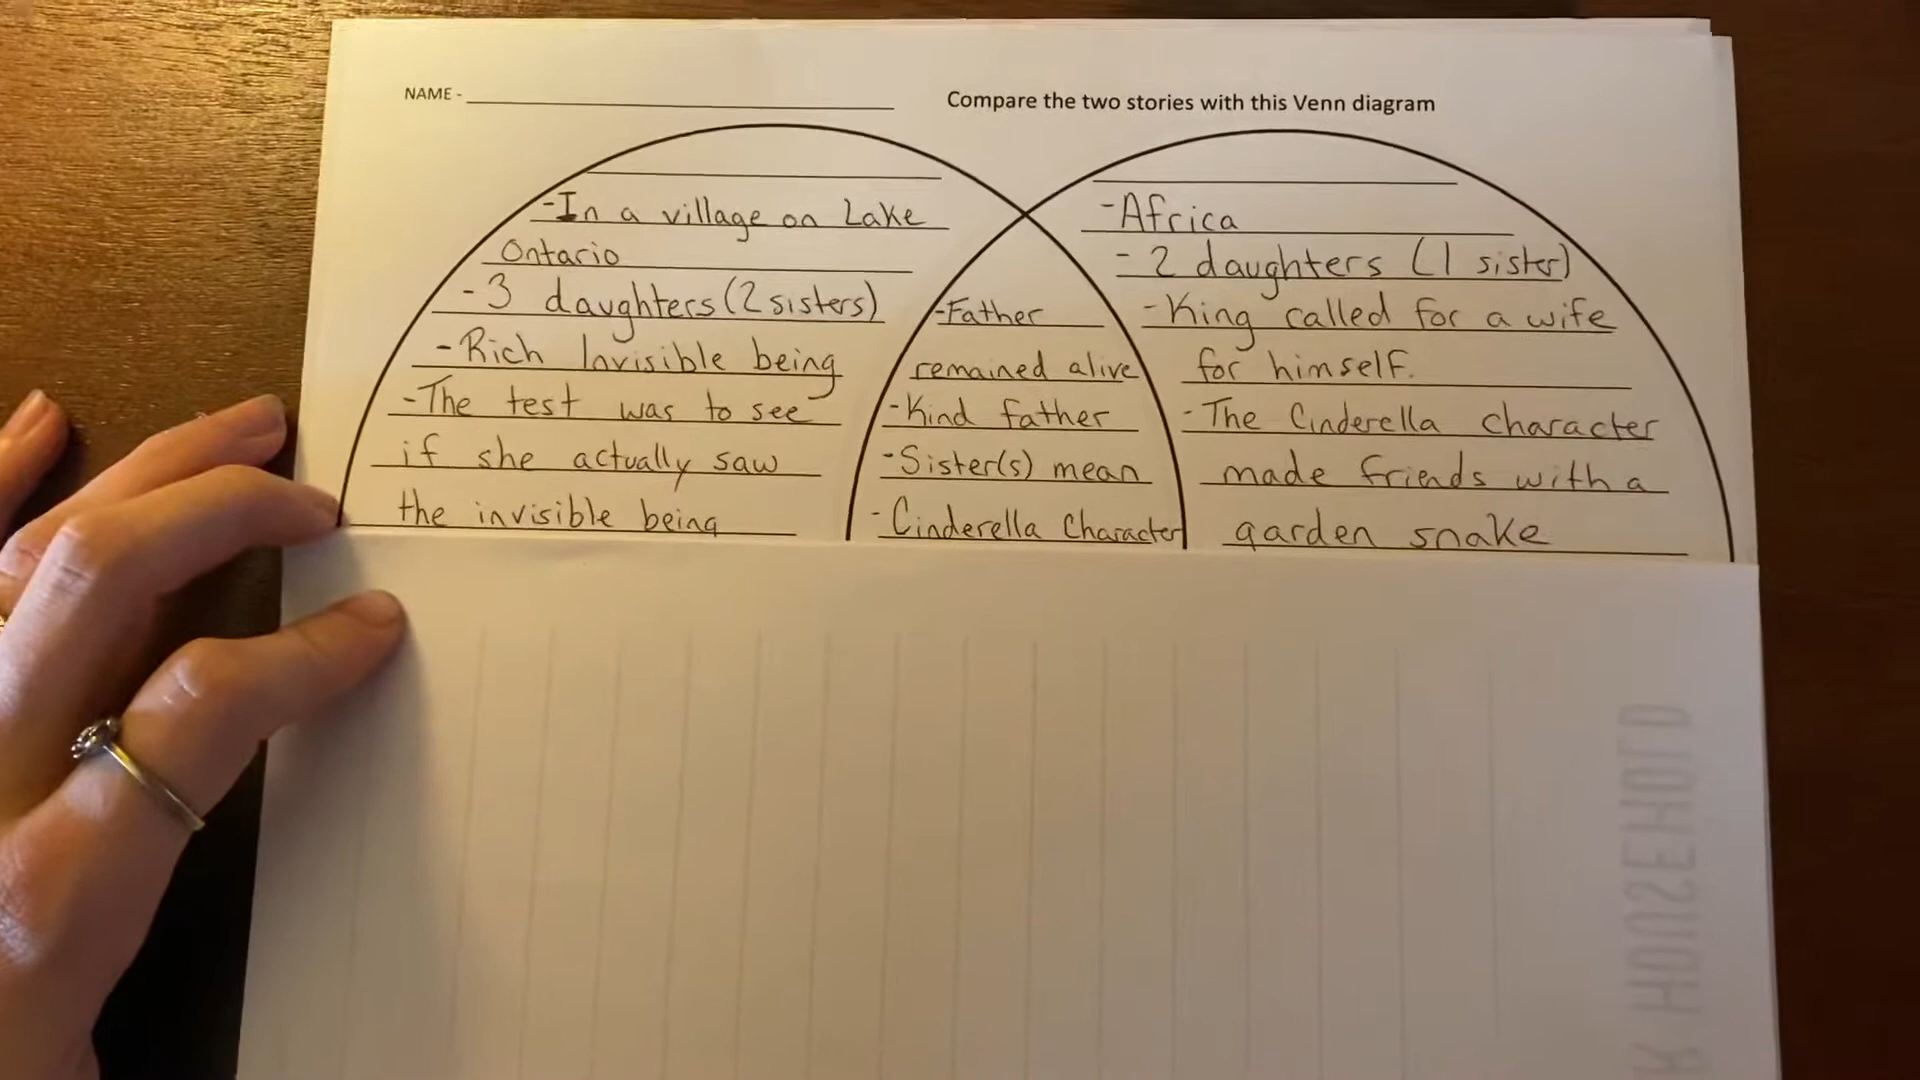 NAME -
Compare the two stories with this Venn diagram
-In a village on Lake
Ontario
-3 daughters (2 sisters)
-Rich Invisible being
-The test was to see
if she actually saw
the invisible being
-Father
remained alive
-Kind father
-Sister(s) mean
-Cinderella Character
-Africa
-2 daughters (1 sister)
-King called for a wife
for himself.
-The Cinderella character
made friends with a
garden snake